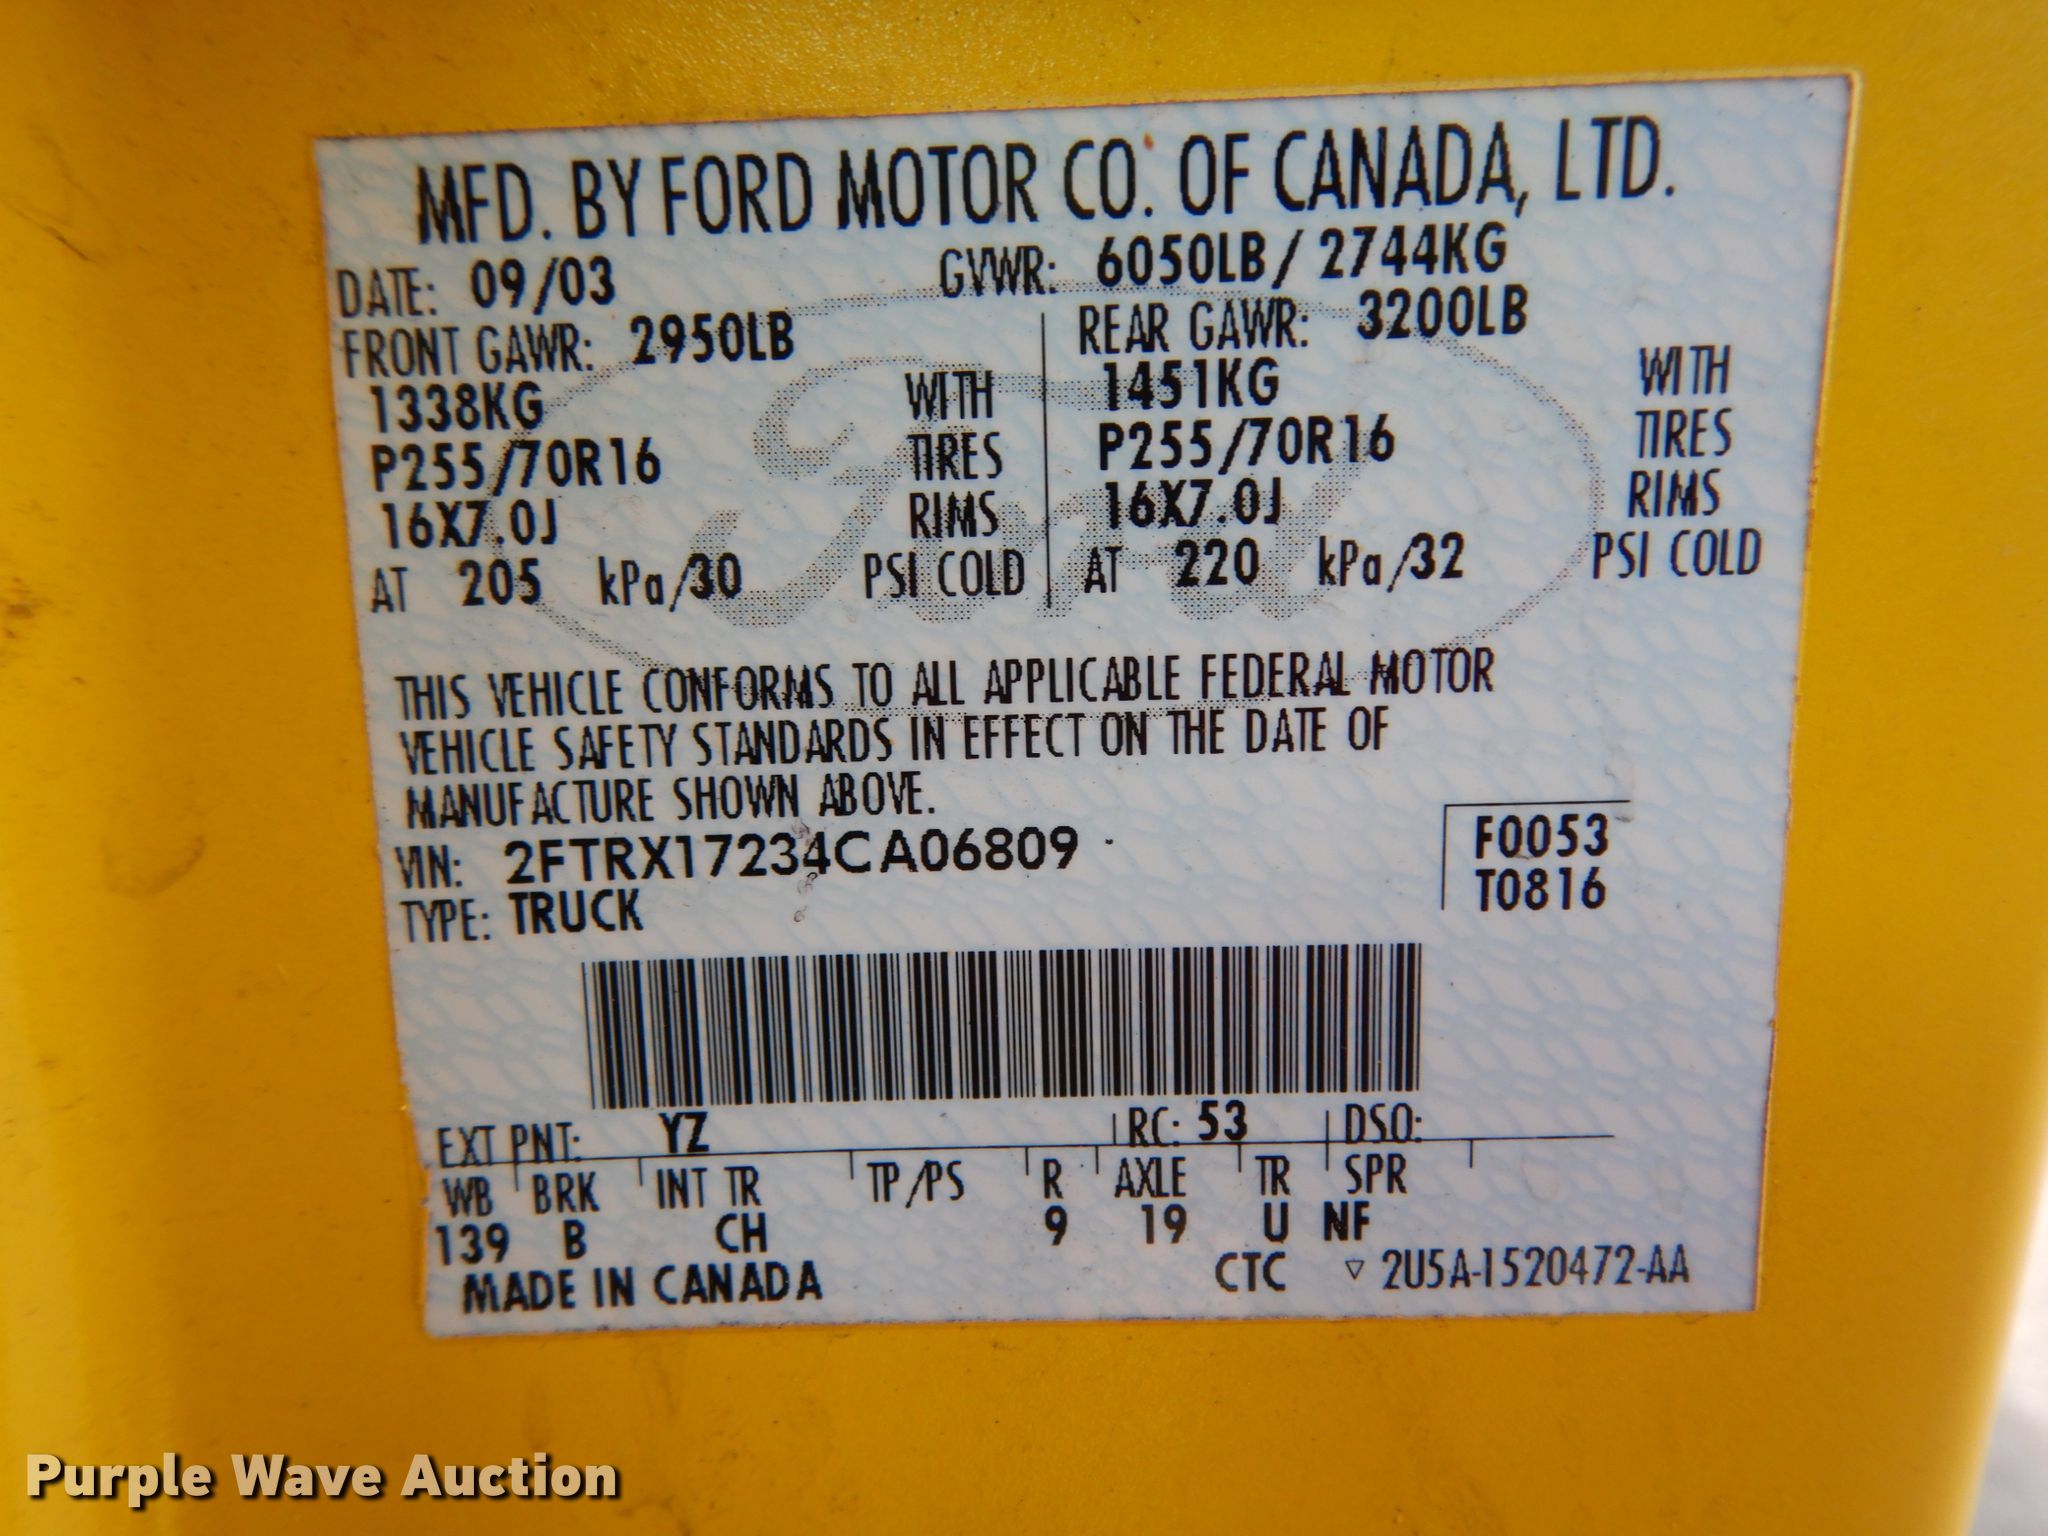 MFD. BY FORD MOTOR CO. OF CANADA, LTD.
DATE: 09/03 GVWR: 6050LB / 2744KG
FRONT GAWR: 2950LB REAR GAWR: 3200LB
1338KG WITH 1451KG WITH
P255/70R16 TIRES P255/70R16 TIRES
16X7.0J RIMS 16X7.0J RIMS
AT 205 kPa/30 PSI COLD AT 220 kPa/32 PSI COLD
Ford
THIS VEHICLE CONFORMS TO ALL APPLICABLE FEDERAL MOTOR
VEHICLE SAFETY STANDARDS IN EFFECT ON THE DATE OF
MANUFACTURE SHOWN ABOVE.
VIN: 2FTRX17234CA06809 F0053
TYPE: TRUCK T0816
EXT PNT: YZ RC: 53 DSO:
WB BRK INT TR TP/PS R AXLE TR SPR
139 B CH 9 19 U NF
MADE IN CANADA CTC ▽ 2U5A-1520472-AA
Purple Wave Auction